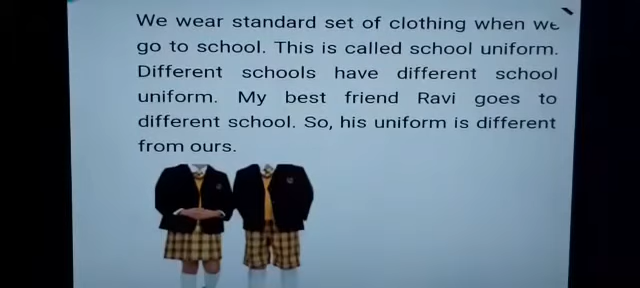 We wear standard set of clothing when we
go to school. This is called school uniform.
Different schools have different school
uniform. My best friend Ravi goes to
different school. So, his uniform is different
from ours.